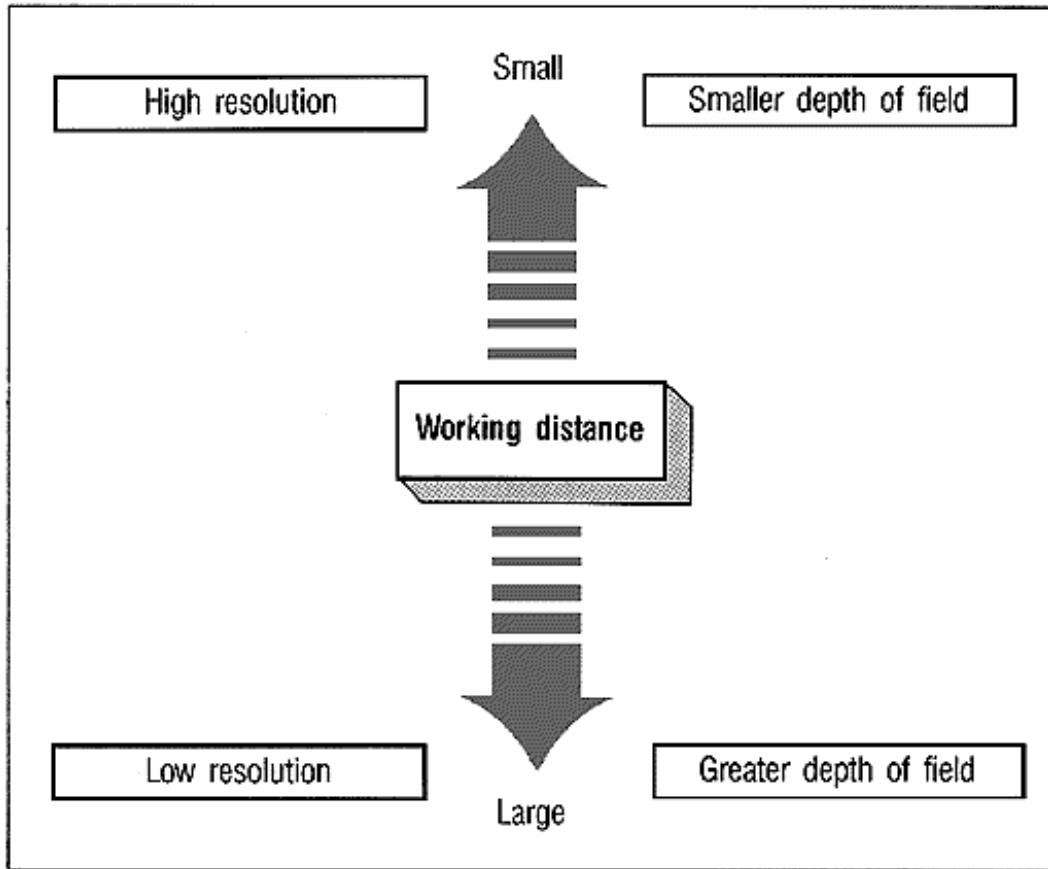 Small
High resolution
Smaller depth of field
Working distance
Low resolution
Greater depth of field
Large